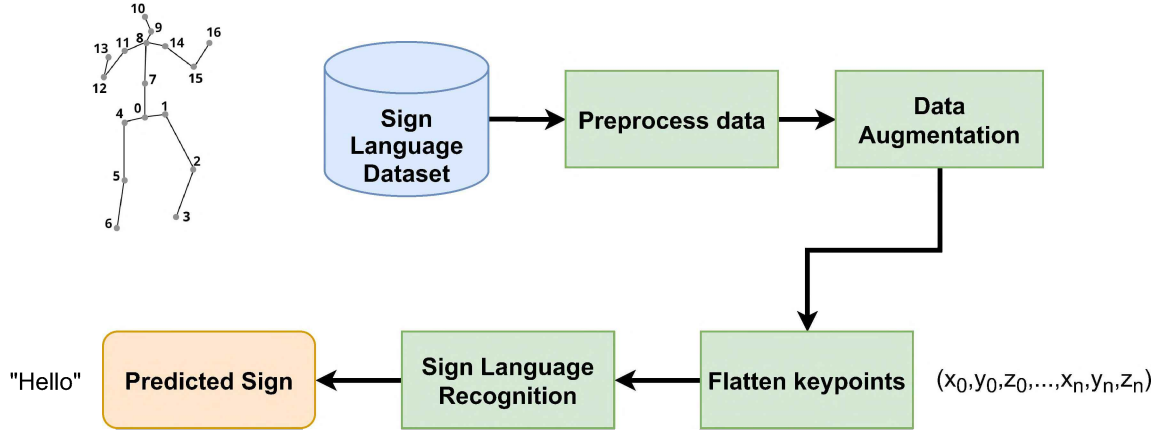 10
9
16
13
11
8
14
12
15
7
4
0
1
5
2
6
3
Sign
Language
Dataset
Preprocess data
Data
Augmentation
"Hello"
Predicted Sign
Sign Language
Recognition
Flatten keypoints
(x₀,y₀,z₀,...,xₙ,yₙ,zₙ)